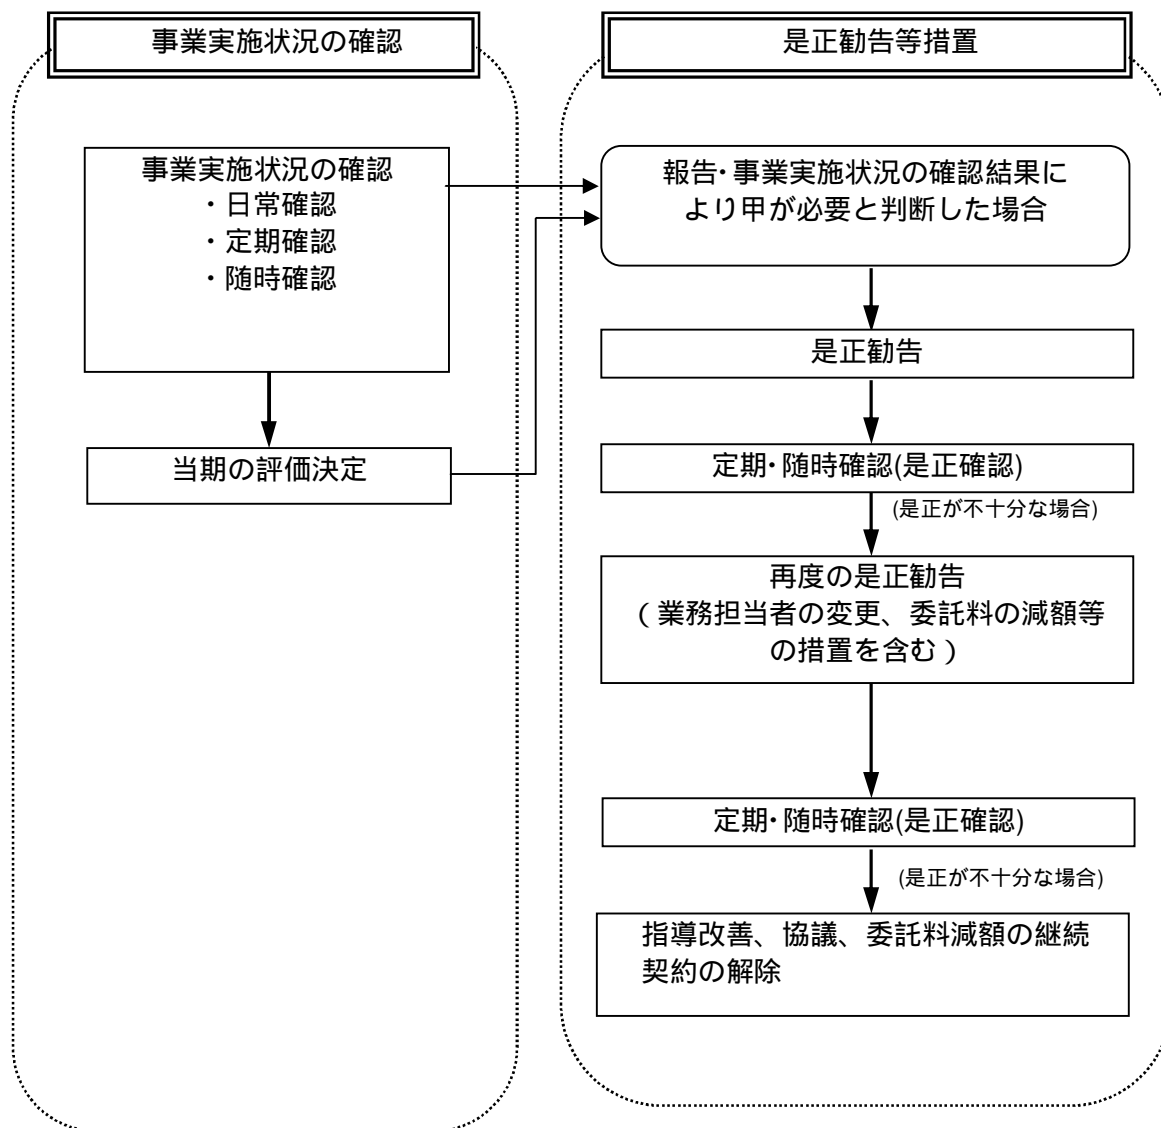 事業実施状況の確認
事業実施状況の確認
・日常確認
・定期確認
・随時確認
当期の評価決定
是正勧告等措置
報告・事業実施状況の確認結果に
より甲が必要と判断した場合
是正勧告
定期・随時確認(是正確認)
(是正が不十分な場合)
再度の是正勧告
（業務担当者の変更、委託料の減額等
の措置を含む）
定期・随時確認(是正確認)
(是正が不十分な場合)
指導改善、協議、委託料減額の継続
契約の解除